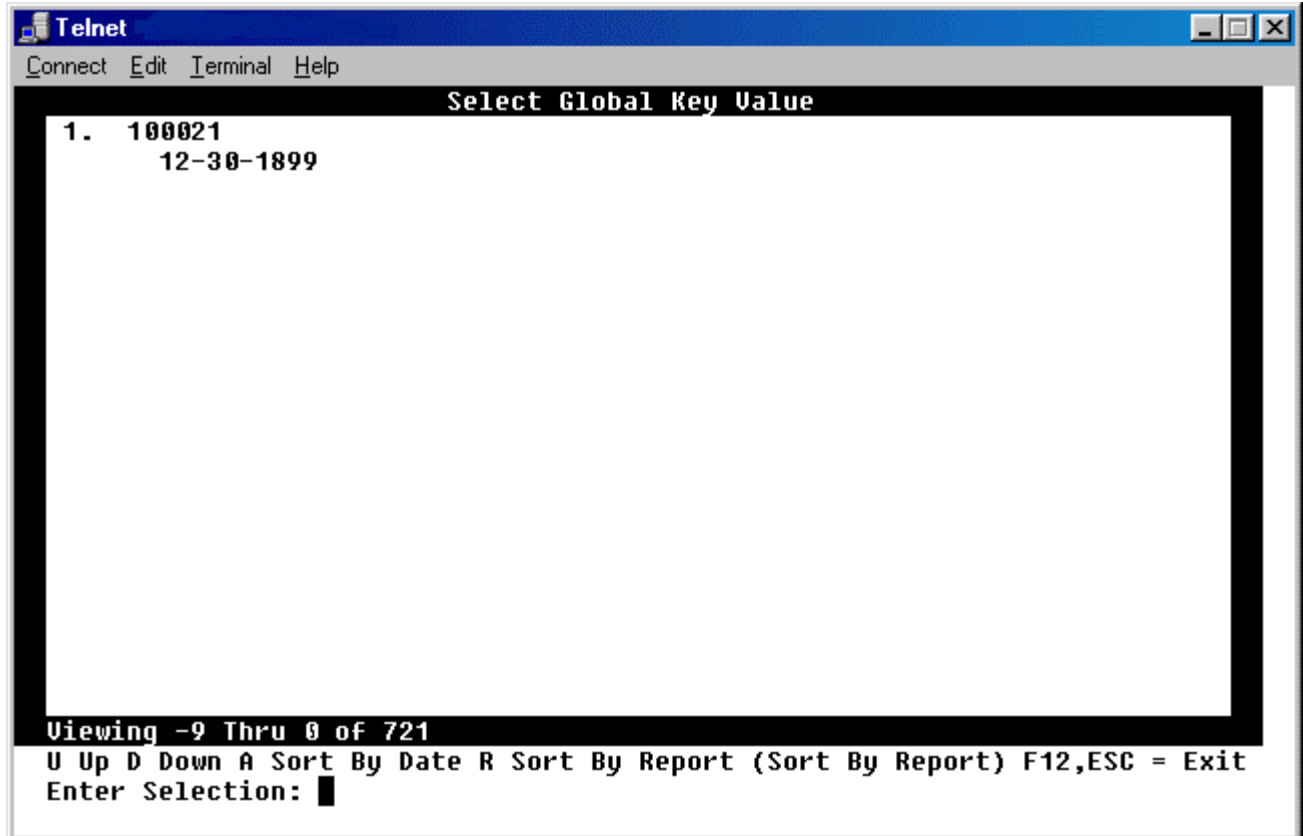 Telnet
Connect Edit Terminal Help
Select Global Key Value
1. 100021
12-30-1899
Viewing -9 Thru 0 of 721
U Up D Down A Sort By Date R Sort By Report (Sort By Report) F12,ESC = Exit
Enter Selection: